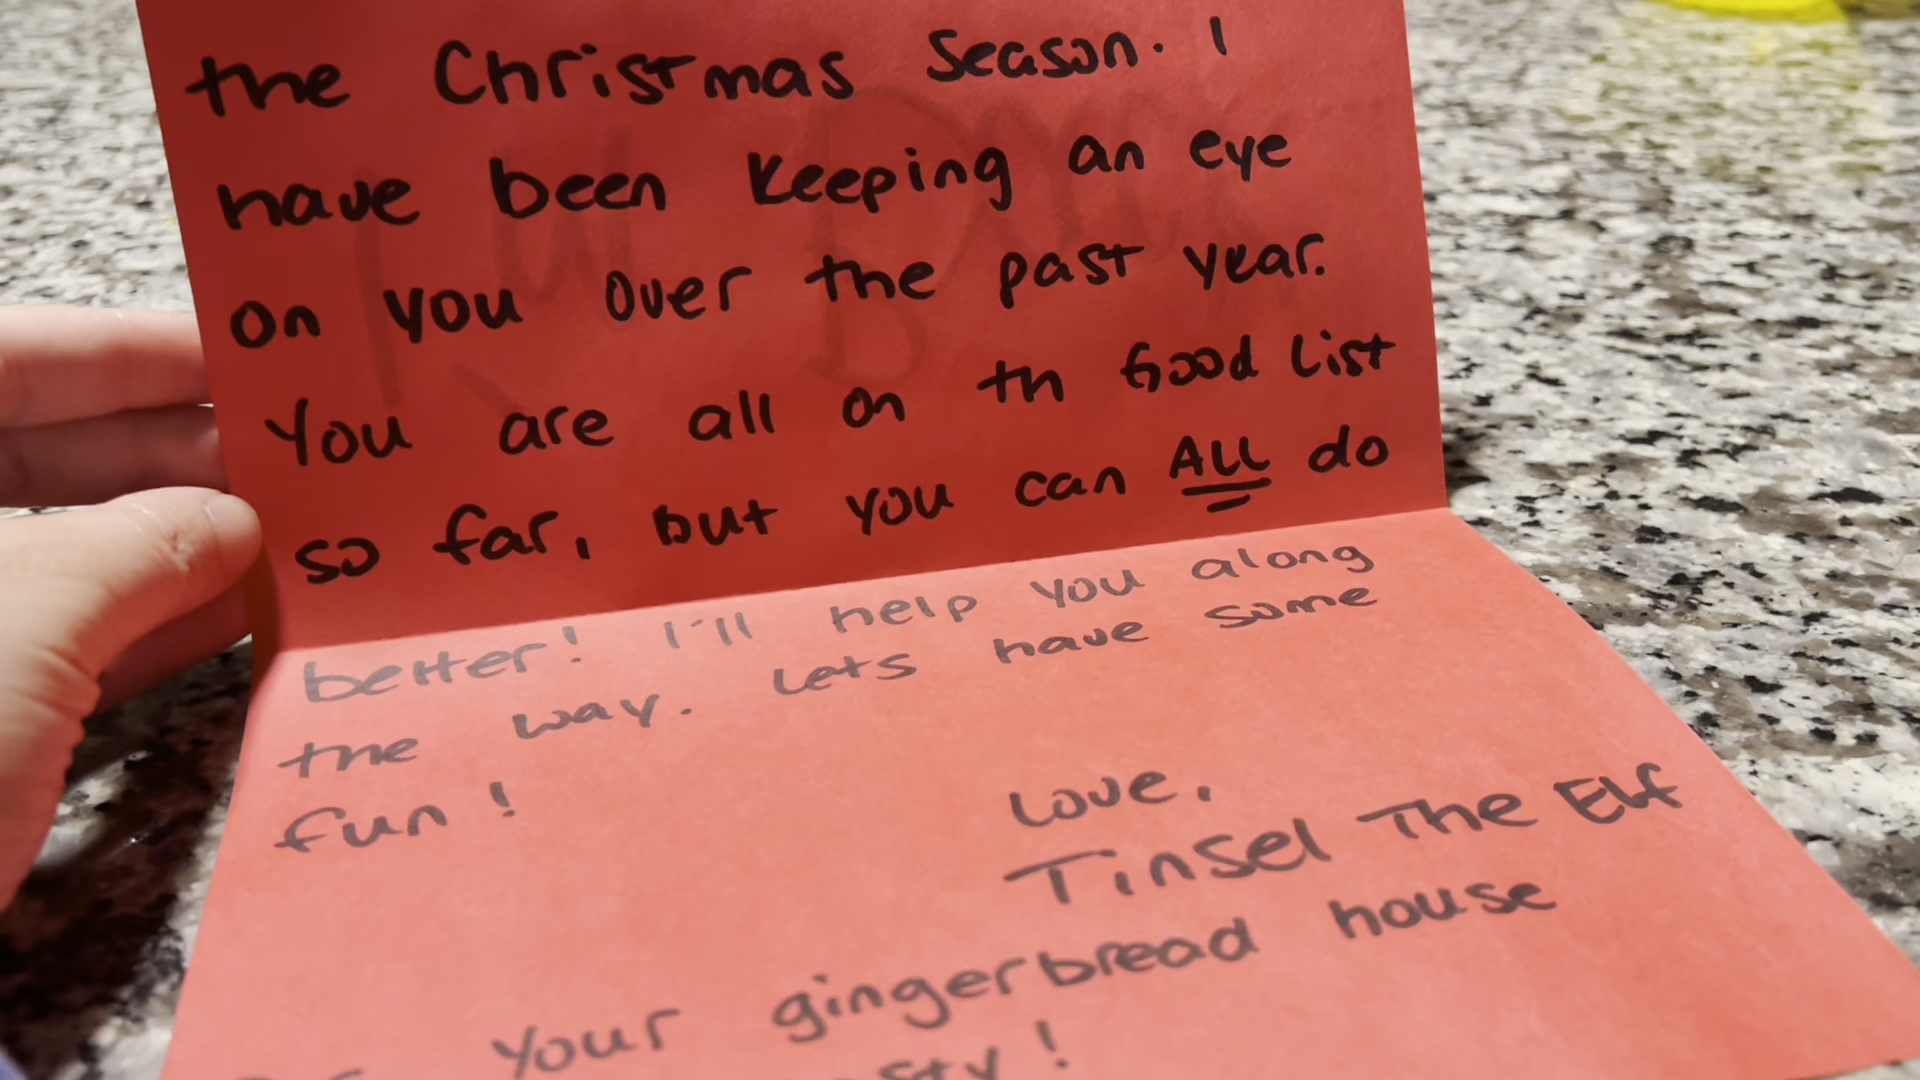 the Christmas Season. I
have been keeping an eye
on you over the past year.
You are all on th Good List
so far, but you can ALL do
better! I'll help you along
the way. Lets have some
fun!
Love,
Tinsel The Elf
your gingerbread house